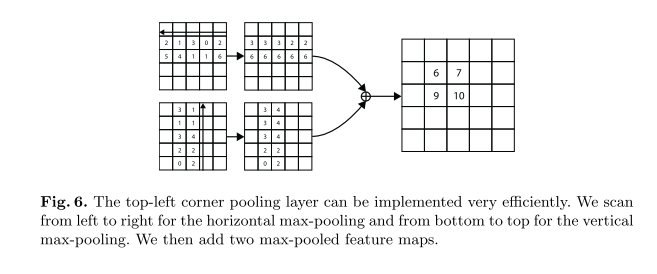 2 1 3 0 2
5 4 1 1 6
3 3 3 2 2
6 6 6 6 6
3 1
1 1
3 4
2 2
0 2
3 4
3 4
3 4
2 2
0 2
6 7
9 10
Fig. 6. The top-left corner pooling layer can be implemented very efficiently. We scan
from left to right for the horizontal max-pooling and from bottom to top for the vertical
max-pooling. We then add two max-pooled feature maps.